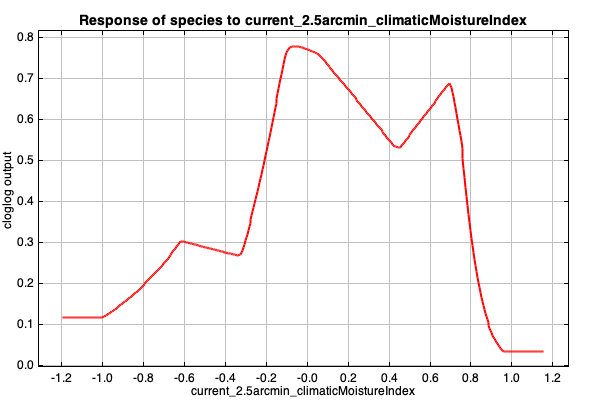 Response of species to current_2.5arcmin_climaticMoistureIndex
cloglog output
0.8
0.7
0.6
0.5
0.4
0.3
0.2
0.1
0.0
-1.2 -1.0 -0.8 -0.6 -0.4 -0.2 -0.0 0.2 0.4 0.6 0.8 1.0 1.2
current_2.5arcmin_climaticMoistureIndex